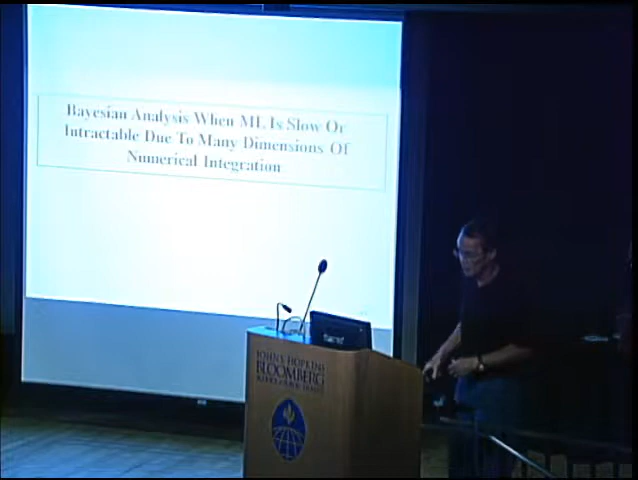 Bayesian Analysis When ML Is Slow Or
Intractable Due To Many Dimensions Of
Numerical Integration
JOHNS HOPKINS
BLOOMBERG